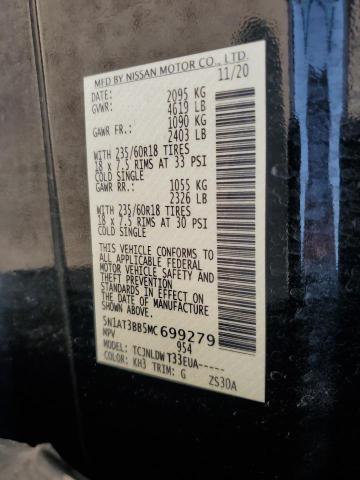 MFD BY NISSAN MOTOR CO., LTD.
11/20
DATE: 2095 KG
GVWR: 4619 LB
GAWR FR.: 1090 KG
2403 LB
WITH 235/60R18 TIRES
18 x 7.5 RIMS AT 33 PSI
COLD SINGLE
GAWR RR.: 1055 KG
2326 LB
WITH 235/60R18 TIRES
18 x 7.5 RIMS AT 30 PSI
COLD SINGLE
THIS VEHICLE CONFORMS TO
ALL APPLICABLE FEDERAL
MOTOR VEHICLE SAFETY AND
THEFT PREVENTION
STANDARDS IN EFFECT ON
THE DATE OF MANUFACTURE
SHOWN ABOVE
5N1AT3BB5MC699279
MPV 954
MODEL: TCJNLDWT33EUA-----
COLOR: KH3 TRIM: G ZS30A